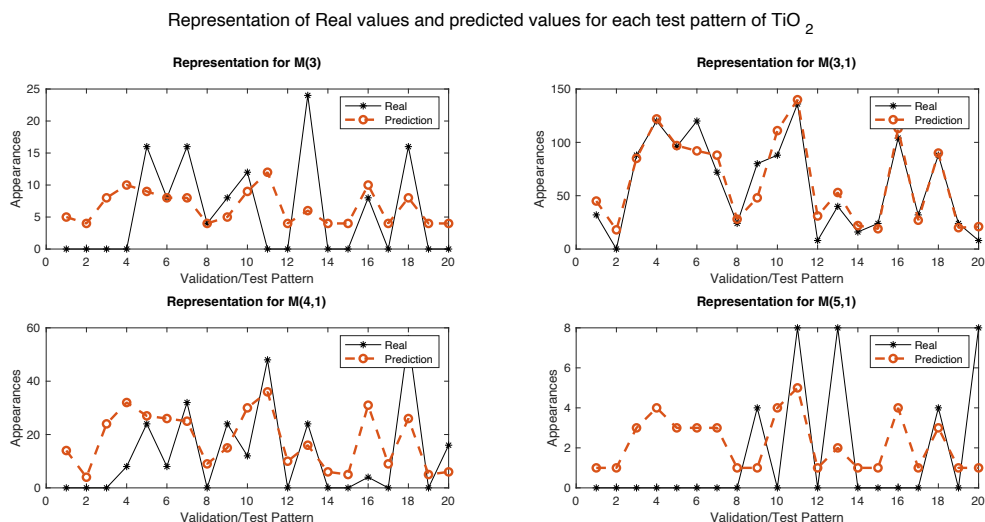 Representation of Real values and predicted values for each test pattern of TiO 2
Representation for M(3)
Appearances
25
20
15
10
5
0
Real
Prediction
0 2 4 6 8 10 12 14 16 18 20
Validation/Test Pattern
Representation for M(3,1)
Appearances
150
100
50
0
Real
Prediction
0 2 4 6 8 10 12 14 16 18 20
Validation/Test Pattern
Representation for M(4,1)
Appearances
60
40
20
0
Real
Prediction
0 2 4 6 8 10 12 14 16 18 20
Validation/Test Pattern
Representation for M(5,1)
Appearances
8
6
4
2
0
Real
Prediction
0 2 4 6 8 10 12 14 16 18 20
Validation/Test Pattern